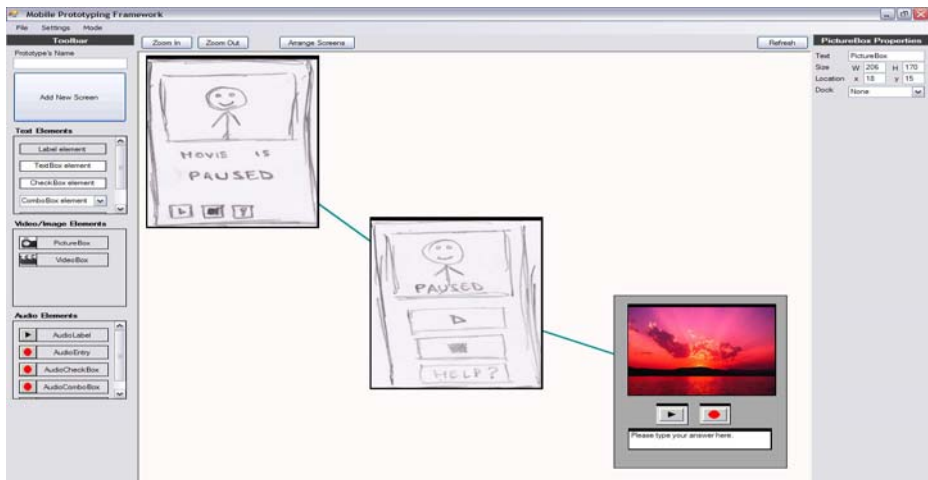 Mobile Prototyping Framework
File Settings Mode
Toolbar
Prototype's Name
Add New Screen
Text Elements
Label element
TextBox element
CheckBox element
ComboBox element
Video/Image Elements
PictureBox
VideoBox
Audio Elements
AudioLabel
AudioEntry
AudioCheckBox
AudioComboBox
Zoom In Zoom Out Arrange Screens Refresh
MOVIE IS
PAUSED
?
PAUSED
HELP?
Please type your answer here.
PictureBox Properties
Text PictureBox
Size W 206 H 170
Location x 18 y 15
Dock None